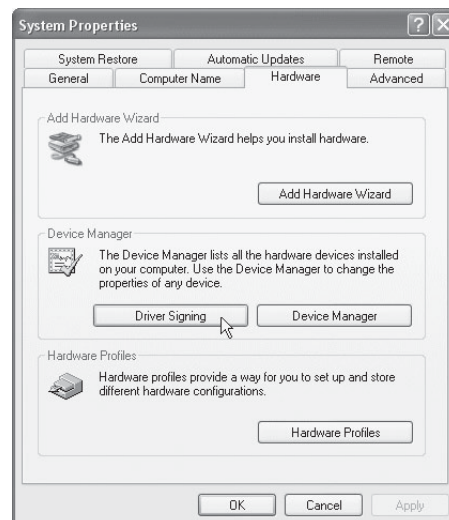 System Properties
System Restore Automatic Updates Remote
General Computer Name Hardware Advanced
Add Hardware Wizard
The Add Hardware Wizard helps you install hardware.
Add Hardware Wizard
Device Manager
The Device Manager lists all the hardware devices installed
on your computer. Use the Device Manager to change the
properties of any device.
Driver Signing Device Manager
Hardware Profiles
Hardware profiles provide a way for you to set up and store
different hardware configurations.
Hardware Profiles
OK Cancel Apply